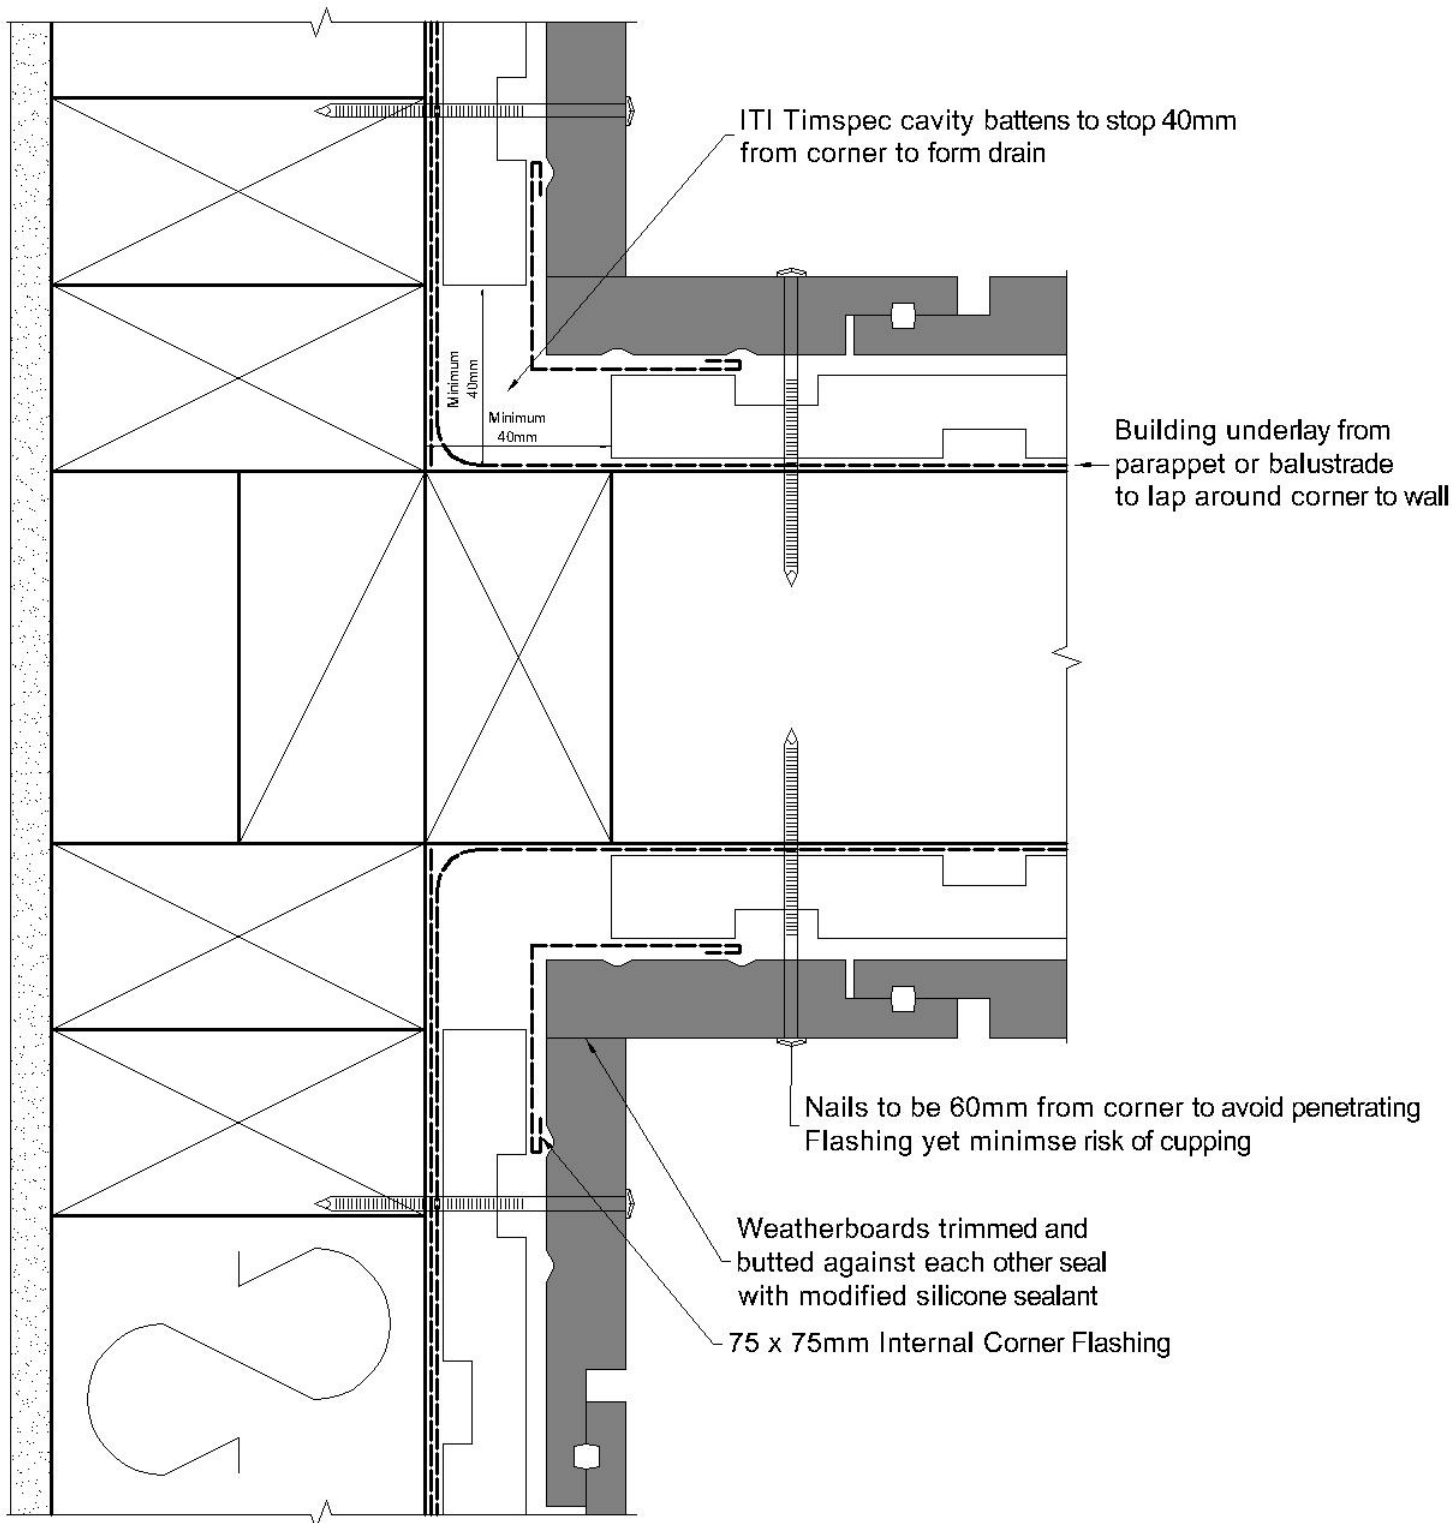 ITI Timspec cavity battens to stop 40mm
from corner to form drain
Minimum
40mm
Minimum
40mm
Building underlay from
parappet or balustrade
to lap around corner to wall
Nails to be 60mm from corner to avoid penetrating
Flashing yet minimse risk of cupping
Weatherboards trimmed and
butted against each other seal
with modified silicone sealant
75 x 75mm Internal Corner Flashing